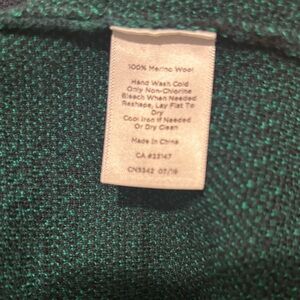 100% Merino Wool
Hand Wash Cold
Only Non-Chlorine
Bleach When Needed
Reshape, Lay Flat To
Dry
Cool Iron if Needed
Or Dry Clean
Made In China
CA #33147
CN5342 07/19